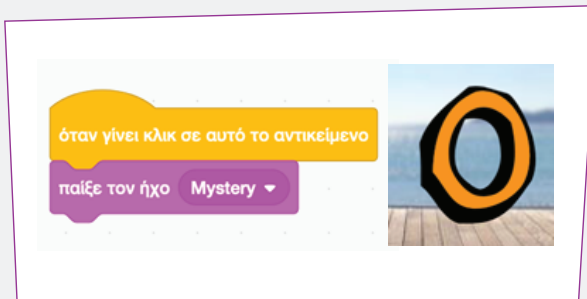 όταν γίνει κλικ σε αυτό το αντικείμενο
παίξε τον ήχο Mystery
O